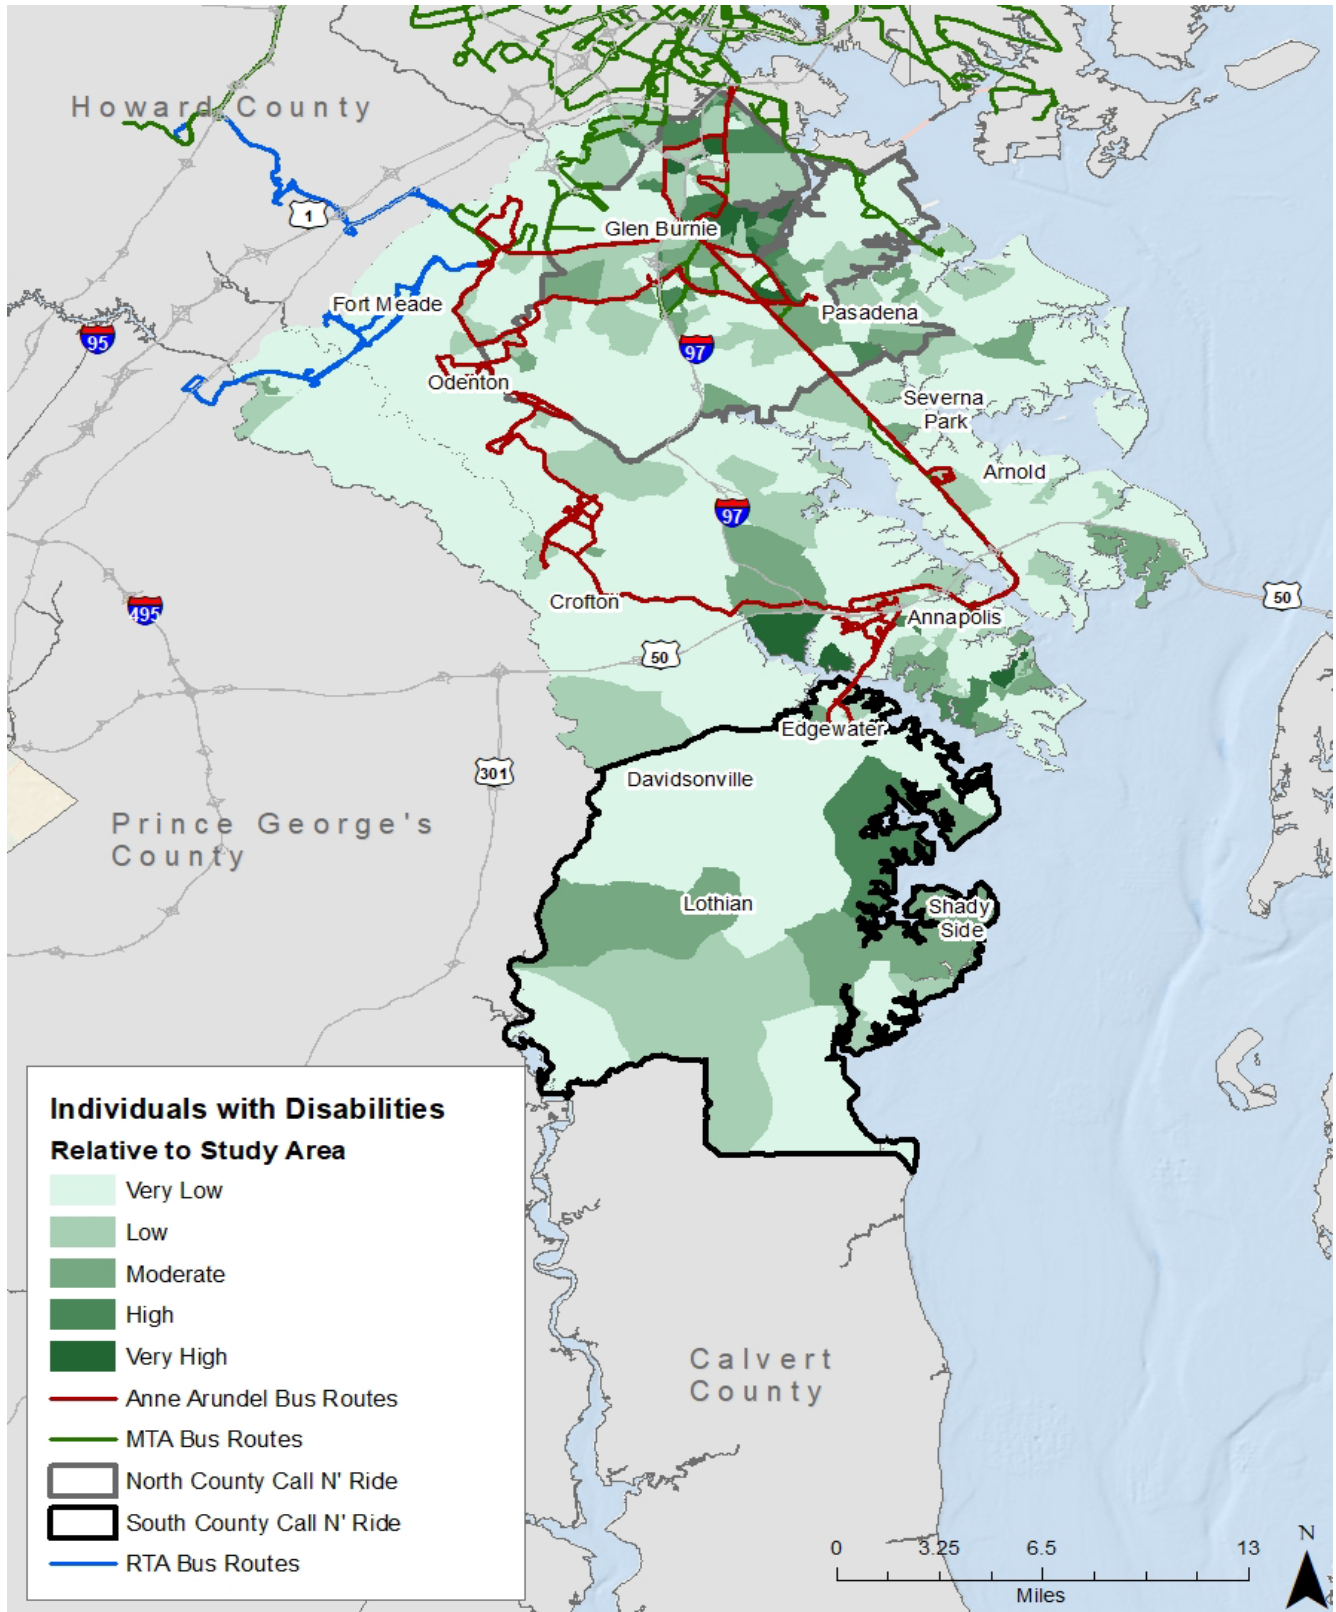 Howard County
1
Glen Burnie
Fort Meade
95
Pasadena
97
Odenton
Severna
Park
Arnold
97
Crofton
495
50
Annapolis
50
Edgewater
301
Davidsonville
Prince George's
County
Lothian
Shady
Side
Individuals with Disabilities
Relative to Study Area
Very Low
Low
Moderate
High
Very High
Anne Arundel Bus Routes
MTA Bus Routes
North County Call N' Ride
South County Call N' Ride
RTA Bus Routes
Calvert
County
0 3.25 6.5 13
Miles
N